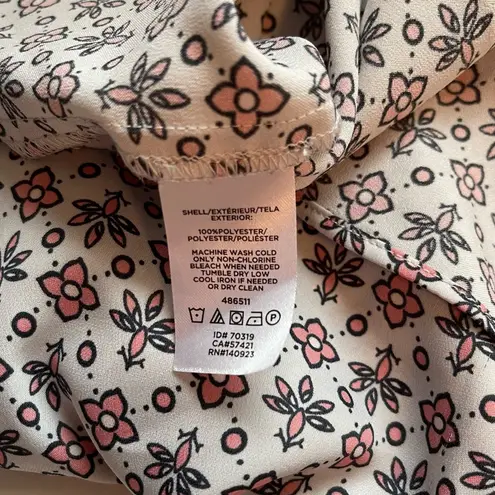 SHELL/EXTÉRIEUR/TELA
EXTERIOR:
100%POLYESTER/
POLYESTER/POLIÉSTER
MACHINE WASH COLD
ONLY NON-CHLORINE
BLEACH WHEN NEEDED
TUMBLE DRY LOW
COOL IRON IF NEEDED
OR DRY CLEAN
486511
P
ID# 70319
CA#57421
RN#140923